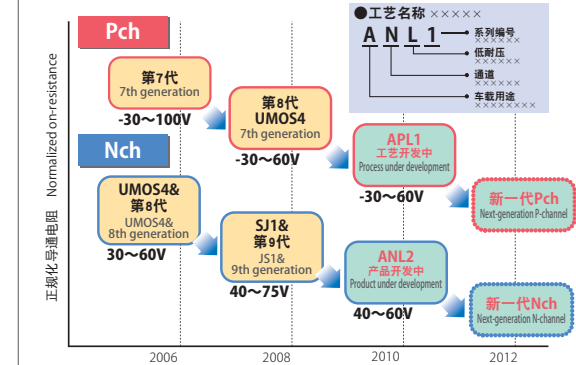 ●工艺名称 ×××××
A N L 1
系列编号
××××××
低耐压
××××××
通道
××××××
车载用途
××××××××
Pch
第7代
7th generation
-30～100V
第8代
UMOS4
7th generation
-30～60V
APL1
工艺开发中
Process under development
-30～60V
新一代Pch
Next-generation P-channel
Nch
UMOS4&
第8代
UMOS4&
8th generation
30～60V
SJ1&
第9代
JS1&
9th generation
40～75V
ANL2
产品开发中
Product under development
40～60V
新一代Nch
Next-generation N-channel
正规化导通电阻 Normalized on-resistance
2006 2008 2010 2012